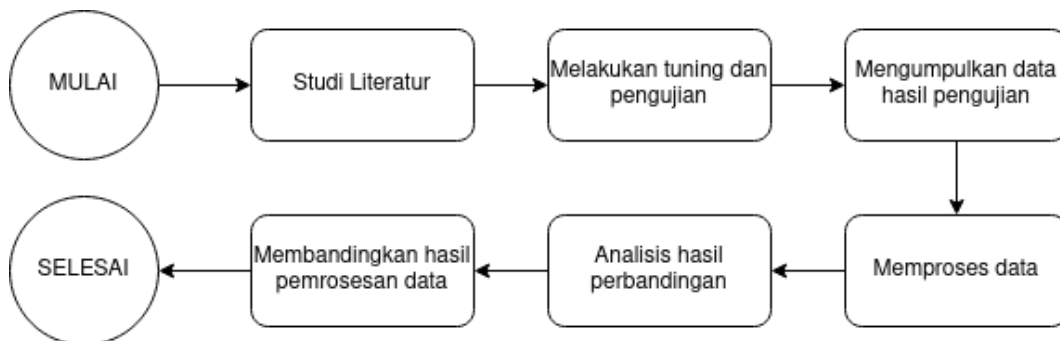 MULAI
Studi Literatur
Melakukan tuning dan
pengujian
Mengumpulkan data
hasil pengujian
Memproses data
Analisis hasil
perbandingan
Membandingkan hasil
pemrosesan data
SELESAI